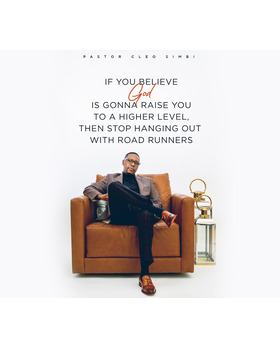 PASTOR CLEO SIMBI
IF YOU BELIEVE
God
IS GONNA RAISE YOU
TO A HIGHER LEVEL,
THEN STOP HANGING OUT
WITH ROAD RUNNERS